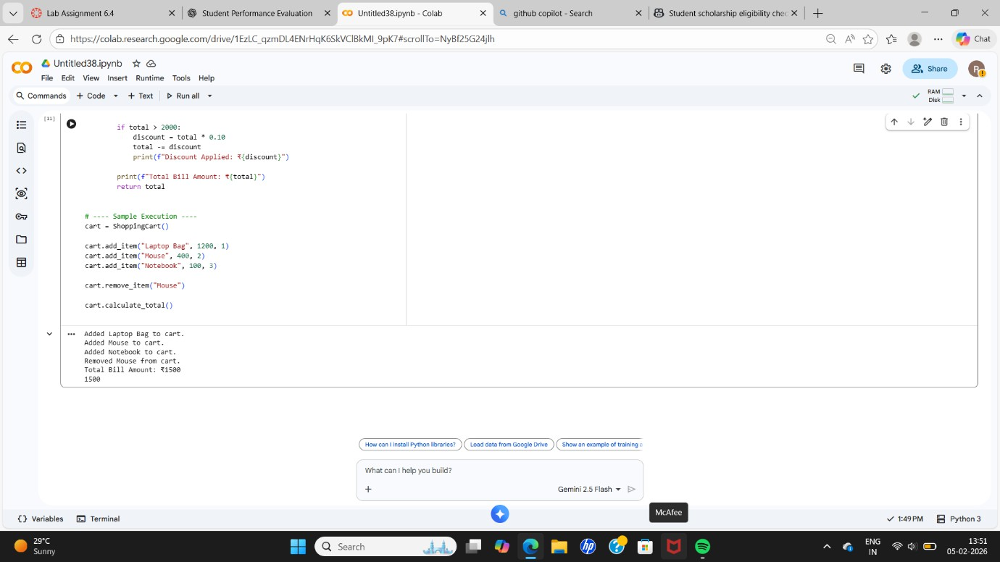 Lab Assignment 6.4
Student Performance Evaluation
Untitled38.ipynb - Colab
github copilot - Search
Student scholarship eligibility chec
https://colab.research.google.com/drive/1EzLC_qzmDL4ENrHqK6SkVClBkMI_9pK7#scrollTo=NyBf25G24jlh
Chat
Untitled38.ipynb
File Edit View Insert Runtime Tools Help
Share
R
Commands + Code + Text Run all
RAM
Disk
[11]
if total > 2000:
discount = total * 0.10
total -= discount
print(f"Discount Applied: ₹{discount}")
print(f"Total Bill Amount: ₹{total}")
return total
# ---- Sample Execution ----
cart = ShoppingCart()
cart.add_item("Laptop Bag", 1200, 1)
cart.add_item("Mouse", 400, 2)
cart.add_item("Notebook", 100, 3)
cart.remove_item("Mouse")
cart.calculate_total()
Added Laptop Bag to cart.
Added Mouse to cart.
Added Notebook to cart.
Removed Mouse from cart.
Total Bill Amount: ₹1500
1500
How can I install Python libraries?
Load data from Google Drive
Show an example of training a
What can I help you build?
Gemini 2.5 Flash
McAfee
Variables
Terminal
1:49 PM
Python 3
29°C
Sunny
Search
ENG
IN
13:51
05-02-2026